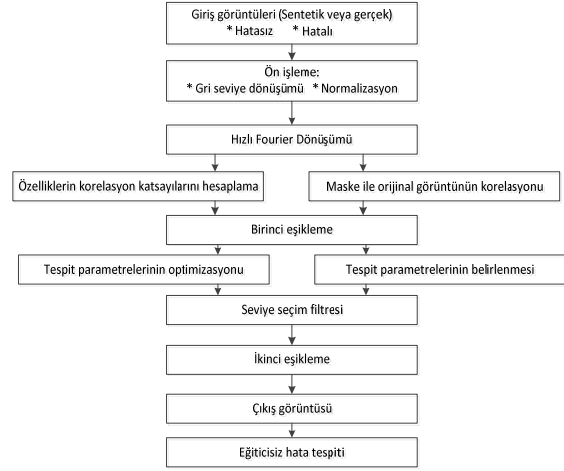 Giriş görüntüleri (Sentetik veya gerçek)
* Hatasız * Hatalı
Ön işleme:
* Gri seviye dönüşümü * Normalizasyon
Hızlı Fourier Dönüşümü
Özelliklerin korelasyon katsayılarını hesaplama
Maske ile orijinal görüntünün korelasyonu
Birinci eşikleme
Tespit parametrelerinin optimizasyonu
Tespit parametrelerinin belirlenmesi
Seviye seçim filtresi
İkinci eşikleme
Çıkış görüntüsü
Eğiticisiz hata tespiti